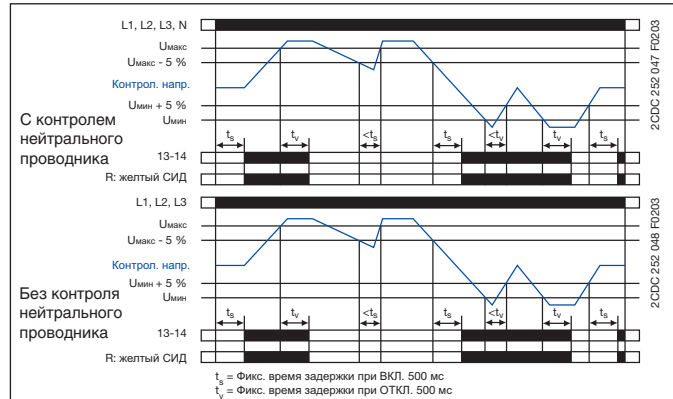 L1, L2, L3, N
Uмакс
Uмакс - 5 %
Контрол. напр.
Uмин + 5 %
Uмин
С контролем
нейтрального
проводника
ts
tv
<ts
ts
<tv
tv
ts
13-14
R: желтый СИД
2CDC 252 047 F0203
L1, L2, L3
Uмакс
Uмакс - 5 %
Контрол. напр.
Uмин + 5 %
Uмин
Без контроля
нейтрального
проводника
ts
tv
<ts
ts
<tv
tv
ts
13-14
R: желтый СИД
2CDC 252 048 F0203
ts = Фикс. время задержки при ВКЛ. 500 мс
tv = Фикс. время задержки при ОТКЛ. 500 мс